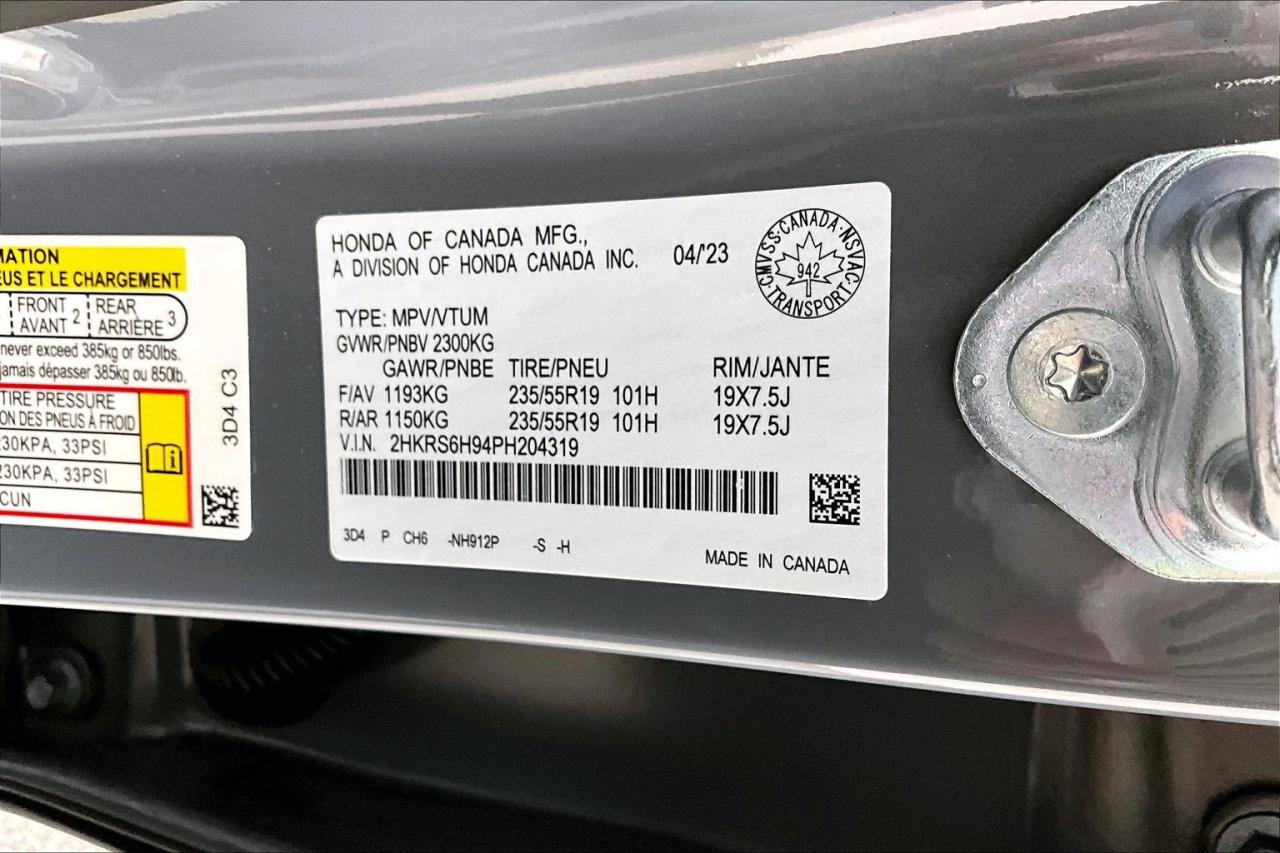 MATION
EUS ET LE CHARGEMENT
FRONT AVANT 2 REAR ARRIÈRE 3
never exceed 385kg or 850lbs.
jamais dépasser 385kg ou 850lb.
TIRE PRESSURE
ION DES PNEUS À FROID
230KPA, 33PSI
230KPA, 33PSI
CUN
3D4 C3
HONDA OF CANADA MFG.,
A DIVISION OF HONDA CANADA INC. 04/'23
CMVSS·CANADA·NSVAC·TRANSPORT·
942
TYPE: MPV/VTUM
GVWR/PNBV 2300KG
GAWR/PNBE TIRE/PNEU RIM/JANTE
F/AV 1193KG 235/55R19 101H 19X7.5J
R/AR 1150KG 235/55R19 101H 19X7.5J
V.I.N. 2HKRS6H94PH204319
3D4 P CH6 -NH912P -S -H
MADE IN CANADA